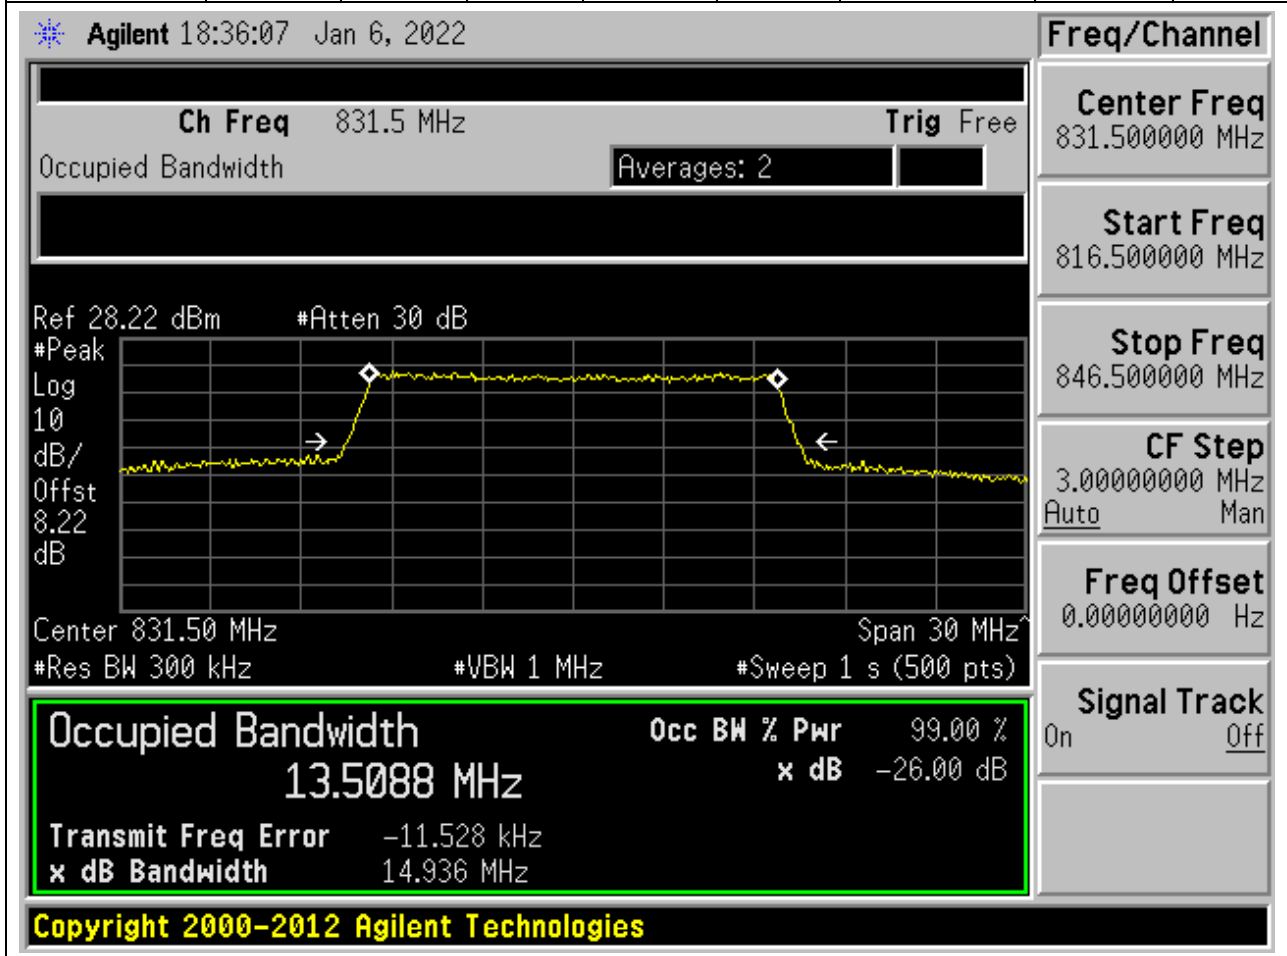 Agilent 18:36:07 Jan 6, 2022
Freq/Channel
Ch Freq 831.5 MHz Trig Free
Occupied Bandwidth Averages: 2
Center Freq
831.500000 MHz
Start Freq
816.500000 MHz
Stop Freq
846.500000 MHz
CF Step
3.00000000 MHz
Auto Man
Freq Offset
0.00000000 Hz
Signal Track
On Off
Ref 28.22 dBm #Atten 30 dB
#Peak
Log
10
dB/
Offst
8.22
dB
Center 831.50 MHz Span 30 MHz^
#Res BW 300 kHz #VBW 1 MHz #Sweep 1 s (500 pts)
Occupied Bandwidth Occ BW % Pwr 99.00 %
13.5088 MHz x dB -26.00 dB
Transmit Freq Error -11.528 kHz
x dB Bandwidth 14.936 MHz
Copyright 2000-2012 Agilent Technologies